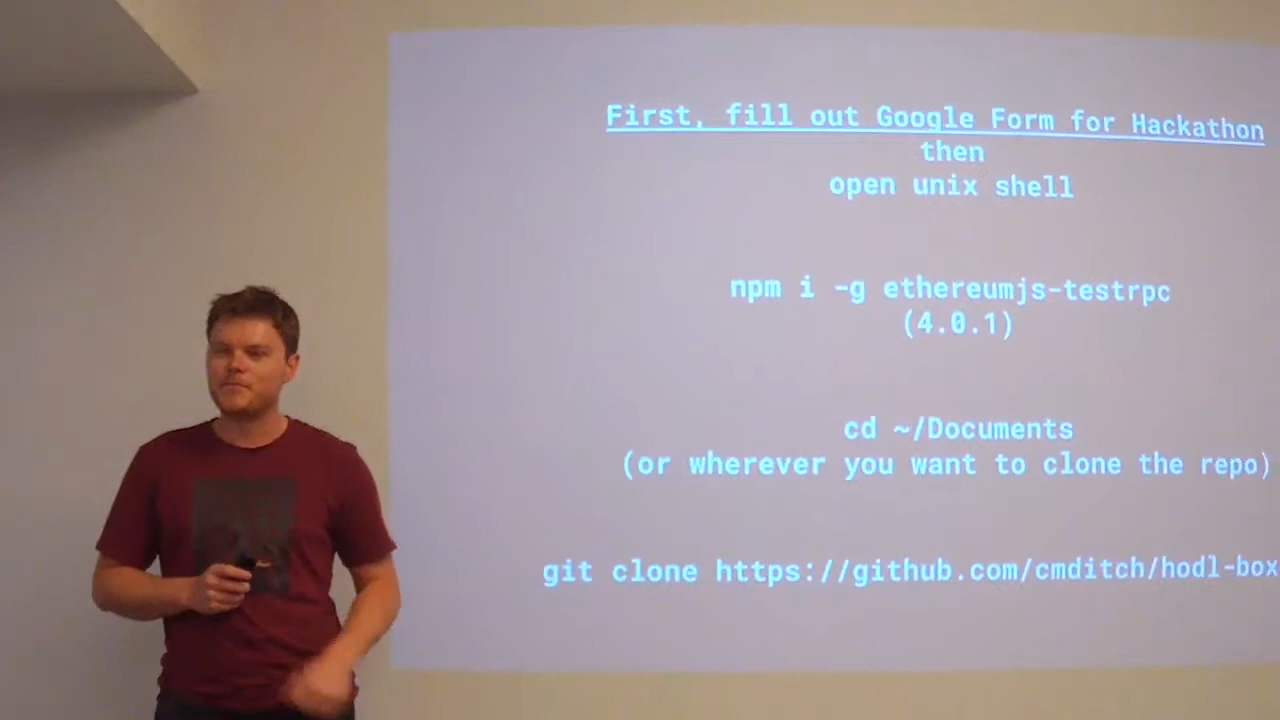 First, fill out Google Form for Hackathon
then
open unix shell
npm i -g ethereumjs-testrpc
(4.0.1)
cd ~/Documents
(or wherever you want to clone the repo)
git clone https://github.com/cmditch/hodl-box